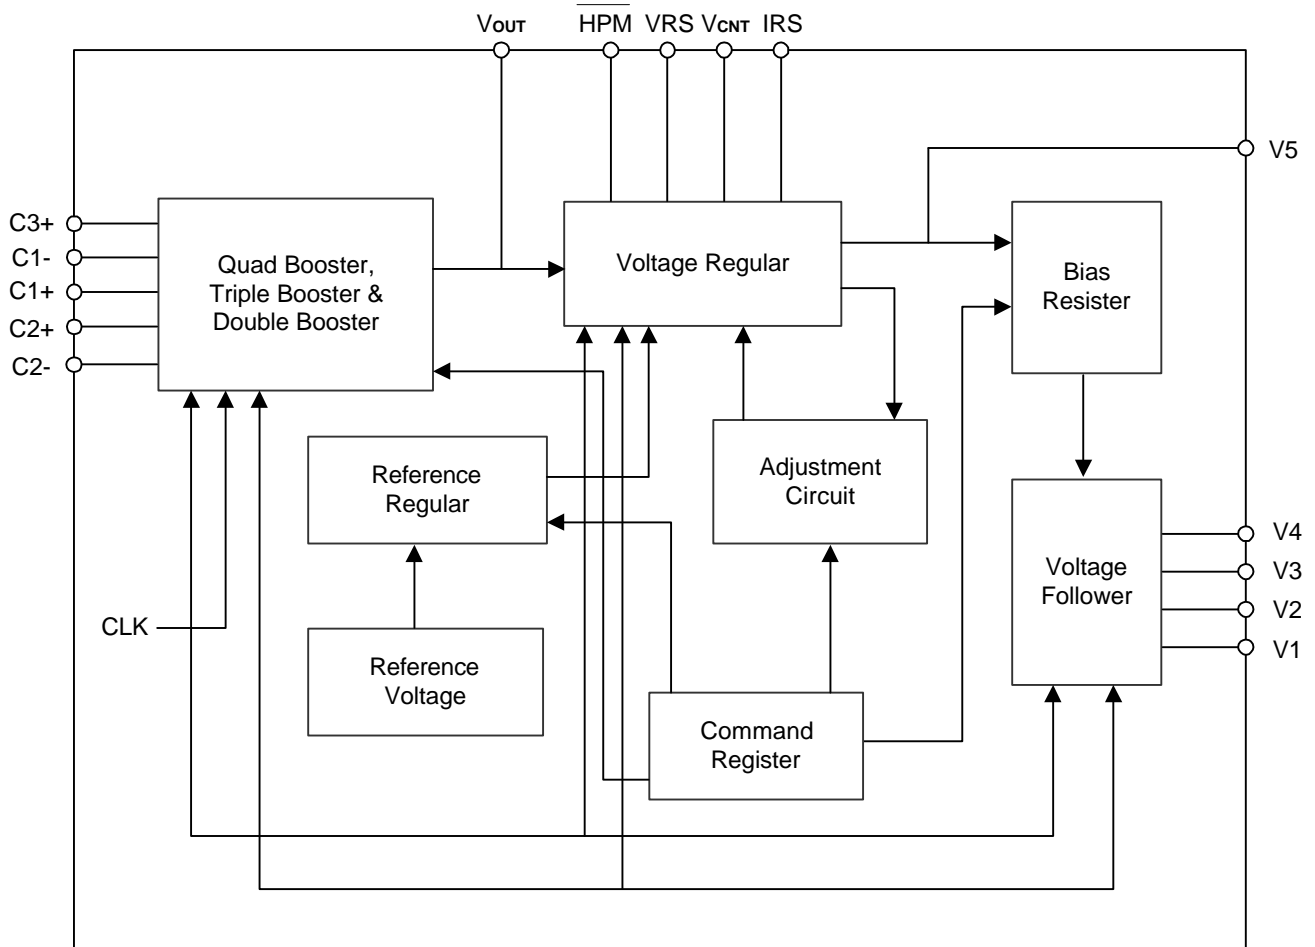 VOUT
HPM
VRS
VCNT
IRS
V5
C3+
C1-
C1+
C2+
C2-
Quad Booster,
Triple Booster &
Double Booster
Voltage Regular
Bias
Resister
Reference
Regular
Adjustment
Circuit
Voltage
Follower
V4
V3
V2
V1
CLK
Reference
Voltage
Command
Register